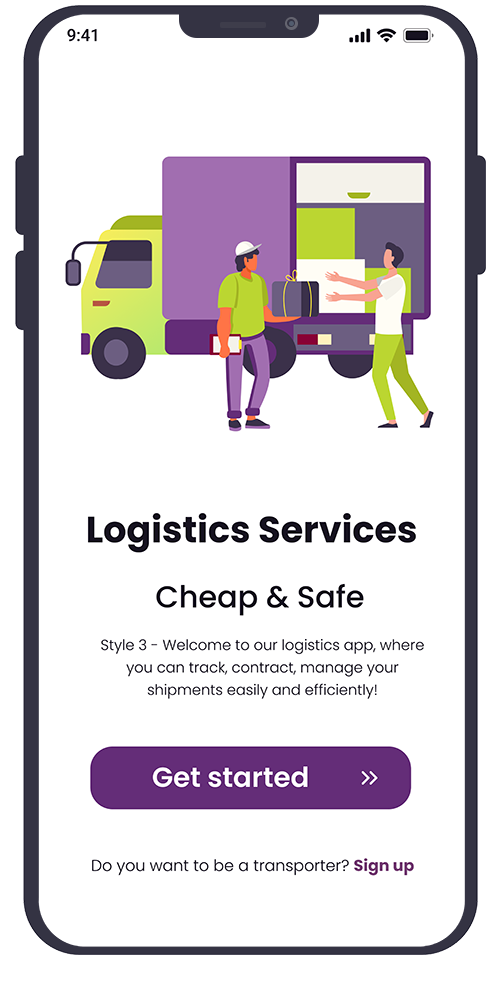 9:41
Logistics Services
Cheap & Safe
Style 3 - Welcome to our logistics app, where
you can track, contract, manage your
shipments easily and efficiently!
Get started
Do you want to be a transporter? Sign up